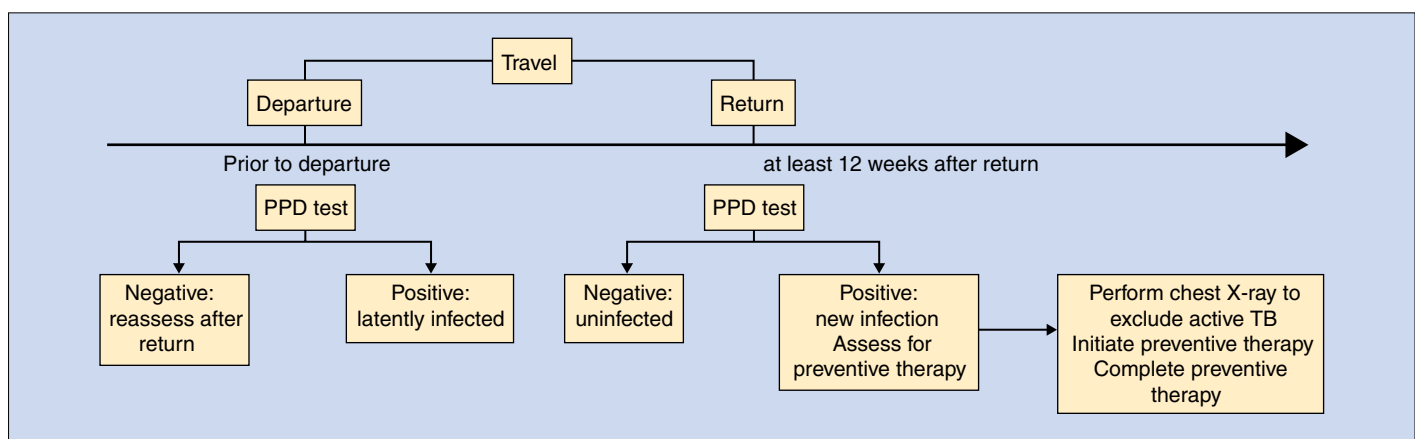 Travel
Departure
Return
Prior to departure
at least 12 weeks after return
PPD test
PPD test
Negative:
reassess after
return
Positive:
latently infected
Negative:
uninfected
Positive:
new infection
Assess for
preventive therapy
Perform chest X-ray to
exclude active TB
Initiate preventive therapy
Complete preventive
therapy